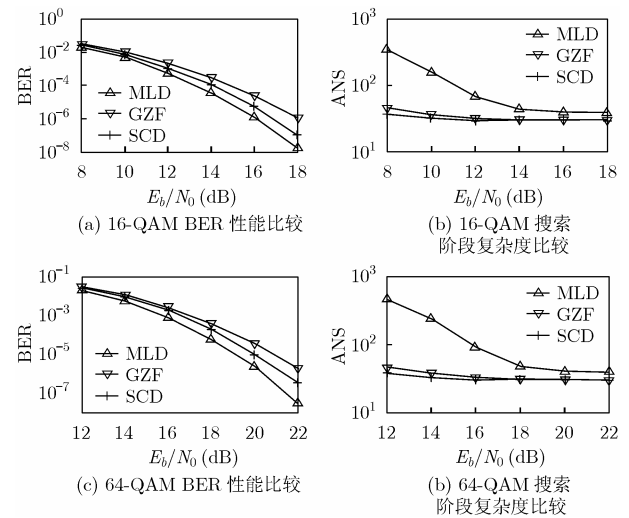 10^0
10^-2
10^-4
10^-6
10^-8
BER
MLD
GZF
SCD
8 10 12 14 16 18
E_b/N_0 (dB)
(a) 16-QAM BER 性能比较
10^3
10^2
10^1
ANS
MLD
GZF
SCD
8 10 12 14 16 18
E_b/N_0 (dB)
(b) 16-QAM 搜索
阶段复杂度比较
10^-1
10^-3
10^-5
10^-7
BER
MLD
GZF
SCD
12 14 16 18 20 22
E_b/N_0 (dB)
(c) 64-QAM BER 性能比较
10^3
10^2
10^1
ANS
MLD
GZF
SCD
12 14 16 18 20 22
E_b/N_0 (dB)
(b) 64-QAM 搜索
阶段复杂度比较